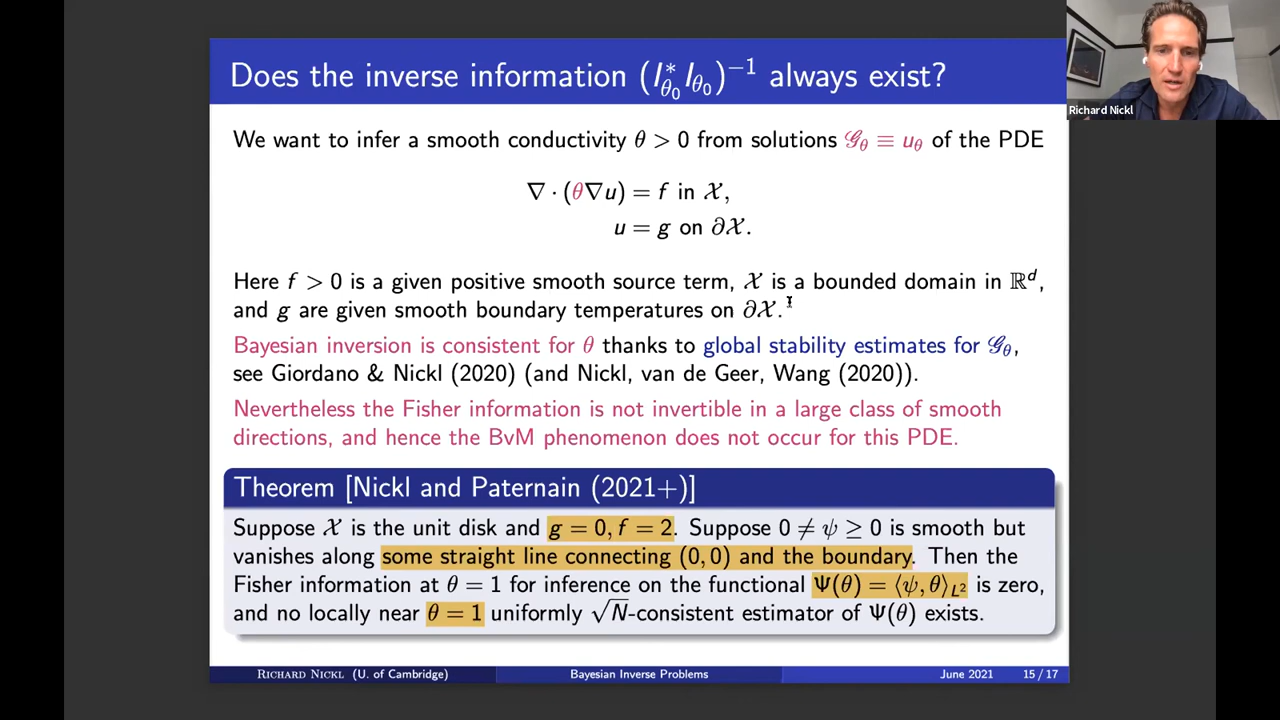 Does the inverse information (I*θ₀ Iθ₀)⁻¹ always exist?
Richard Nickl
We want to infer a smooth conductivity θ > 0 from solutions 𝒢θ ≡ uθ of the PDE
∇ · (θ∇u) = f in 𝒳,
u = g on ∂𝒳.
Here f > 0 is a given positive smooth source term, 𝒳 is a bounded domain in ℝᵈ,
and g are given smooth boundary temperatures on ∂𝒳.
Bayesian inversion is consistent for θ thanks to global stability estimates for 𝒢θ,
see Giordano & Nickl (2020) (and Nickl, van de Geer, Wang (2020)).
Nevertheless the Fisher information is not invertible in a large class of smooth
directions, and hence the BvM phenomenon does not occur for this PDE.
Theorem [Nickl and Paternain (2021+)]
Suppose 𝒳 is the unit disk and g = 0, f = 2. Suppose 0 ≠ ψ ≥ 0 is smooth but
vanishes along some straight line connecting (0, 0) and the boundary. Then the
Fisher information at θ = 1 for inference on the functional Ψ(θ) = ⟨ψ, θ⟩L² is zero,
and no locally near θ = 1 uniformly √N-consistent estimator of Ψ(θ) exists.
Richard Nickl (U. of Cambridge) Bayesian Inverse Problems June 2021 15 / 17